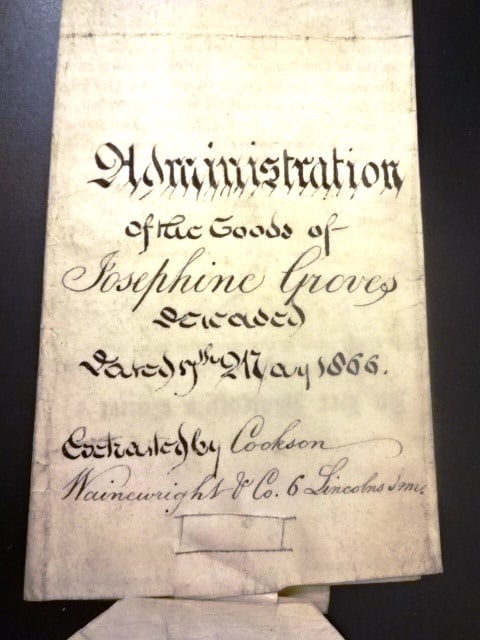 Administration
of the Goods of
Josephine Groves
deceased
Dated 7th May 1866.
Extracted by Cookson
Wainewright & Co. 6 Lincolns Inn.